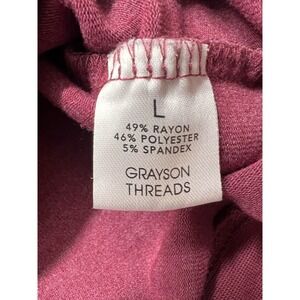 L
49% RAYON
46% POLYESTER
5% SPANDEX
GRAYSON
THREADS